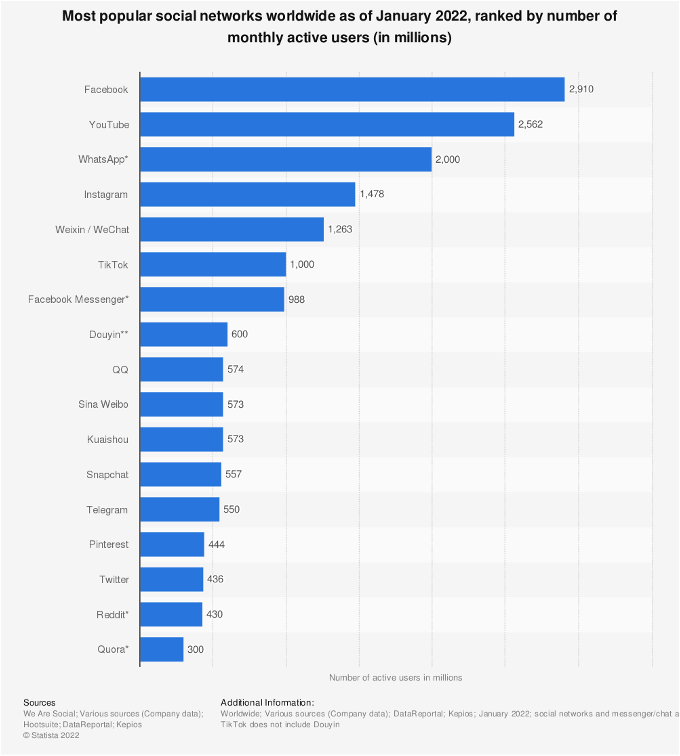 Most popular social networks worldwide as of January 2022, ranked by number of
monthly active users (in millions)
Facebook 2,910
YouTube 2,562
WhatsApp* 2,000
Instagram 1,478
Weixin / WeChat 1,263
TikTok 1,000
Facebook Messenger* 988
Douyin** 600
QQ 574
Sina Weibo 573
Kuaishou 573
Snapchat 557
Telegram 550
Pinterest 444
Twitter 436
Reddit* 430
Quora* 300
Number of active users in millions
Sources
We Are Social; Various sources (Company data);
Hootsuite; DataReportal; Kepios
© Statista 2022
Additional Information:
Worldwide; Various sources (Company data); DataReportal; Kepios; January 2022; social networks and messenger/chat a
TikTok does not include Douyin